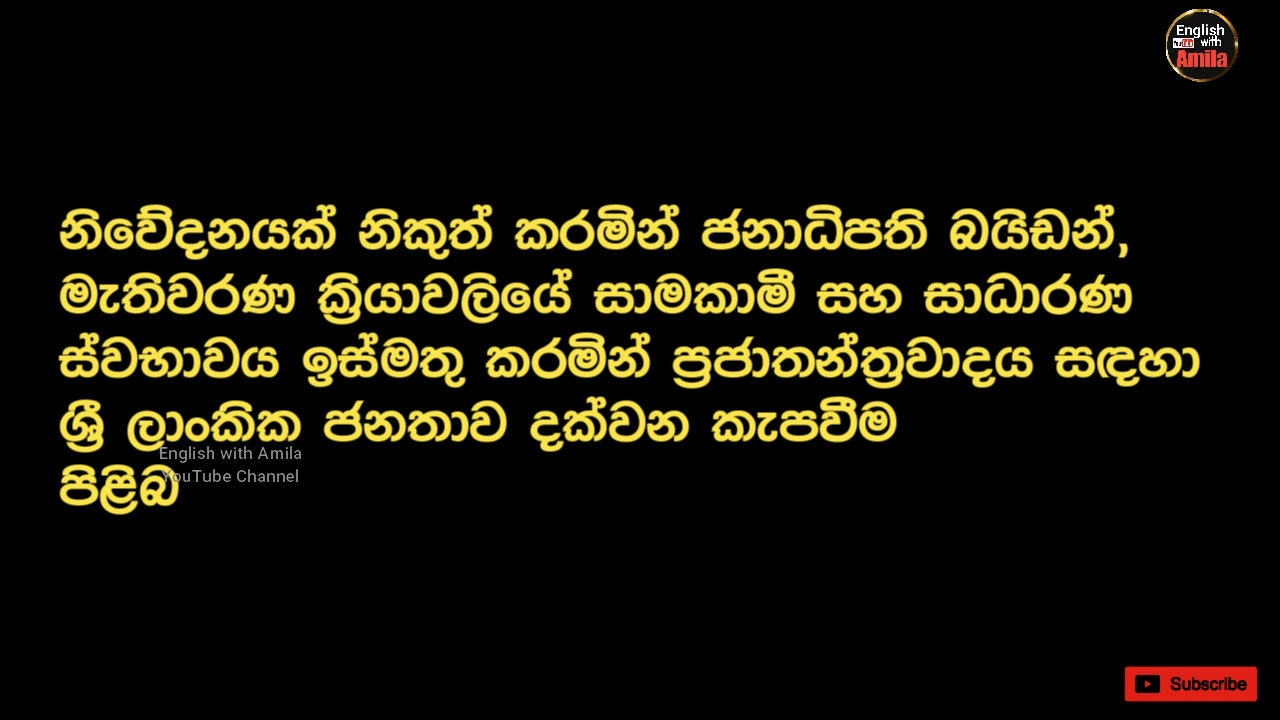 English
with
Amila
නිවේදනයක් නිකුත් කරමින් ජනාධිපති බයිඩන්,
මැතිවරණ ක්‍රියාවලියේ සාමකාමී සහ සාධාරණ
ස්වභාවය ඉස්මතු කරමින් ප්‍රජාතන්ත්‍රවාදය සඳහා
ශ්‍රී ලාංකික ජනතාව දක්වන කැපවීම
English with Amila
YouTube Channel
පිළිබ
Subscribe